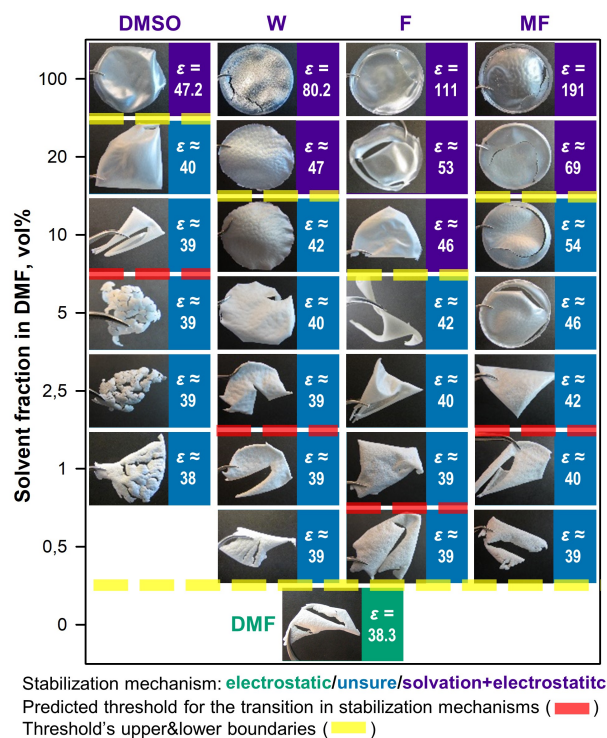 DMSO W F MF
Solvent fraction in DMF, vol%
100 ε = 47.2 ε = 80.2 ε = 111 ε = 191
20 ε ≈ 40 ε ≈ 47 ε ≈ 53 ε ≈ 69
10 ε ≈ 39 ε ≈ 42 ε ≈ 46 ε ≈ 54
5 ε ≈ 39 ε ≈ 40 ε ≈ 42 ε ≈ 46
2,5 ε ≈ 39 ε ≈ 39 ε ≈ 40 ε ≈ 42
1 ε ≈ 38 ε ≈ 39 ε ≈ 39 ε ≈ 40
0,5 ε ≈ 39 ε ≈ 39 ε ≈ 39
0 DMF ε = 38.3
Stabilization mechanism: electrostatic/unsure/solvation+electrostatitc
Predicted threshold for the transition in stabilization mechanisms ( )
Threshold's upper&lower boundaries ( )